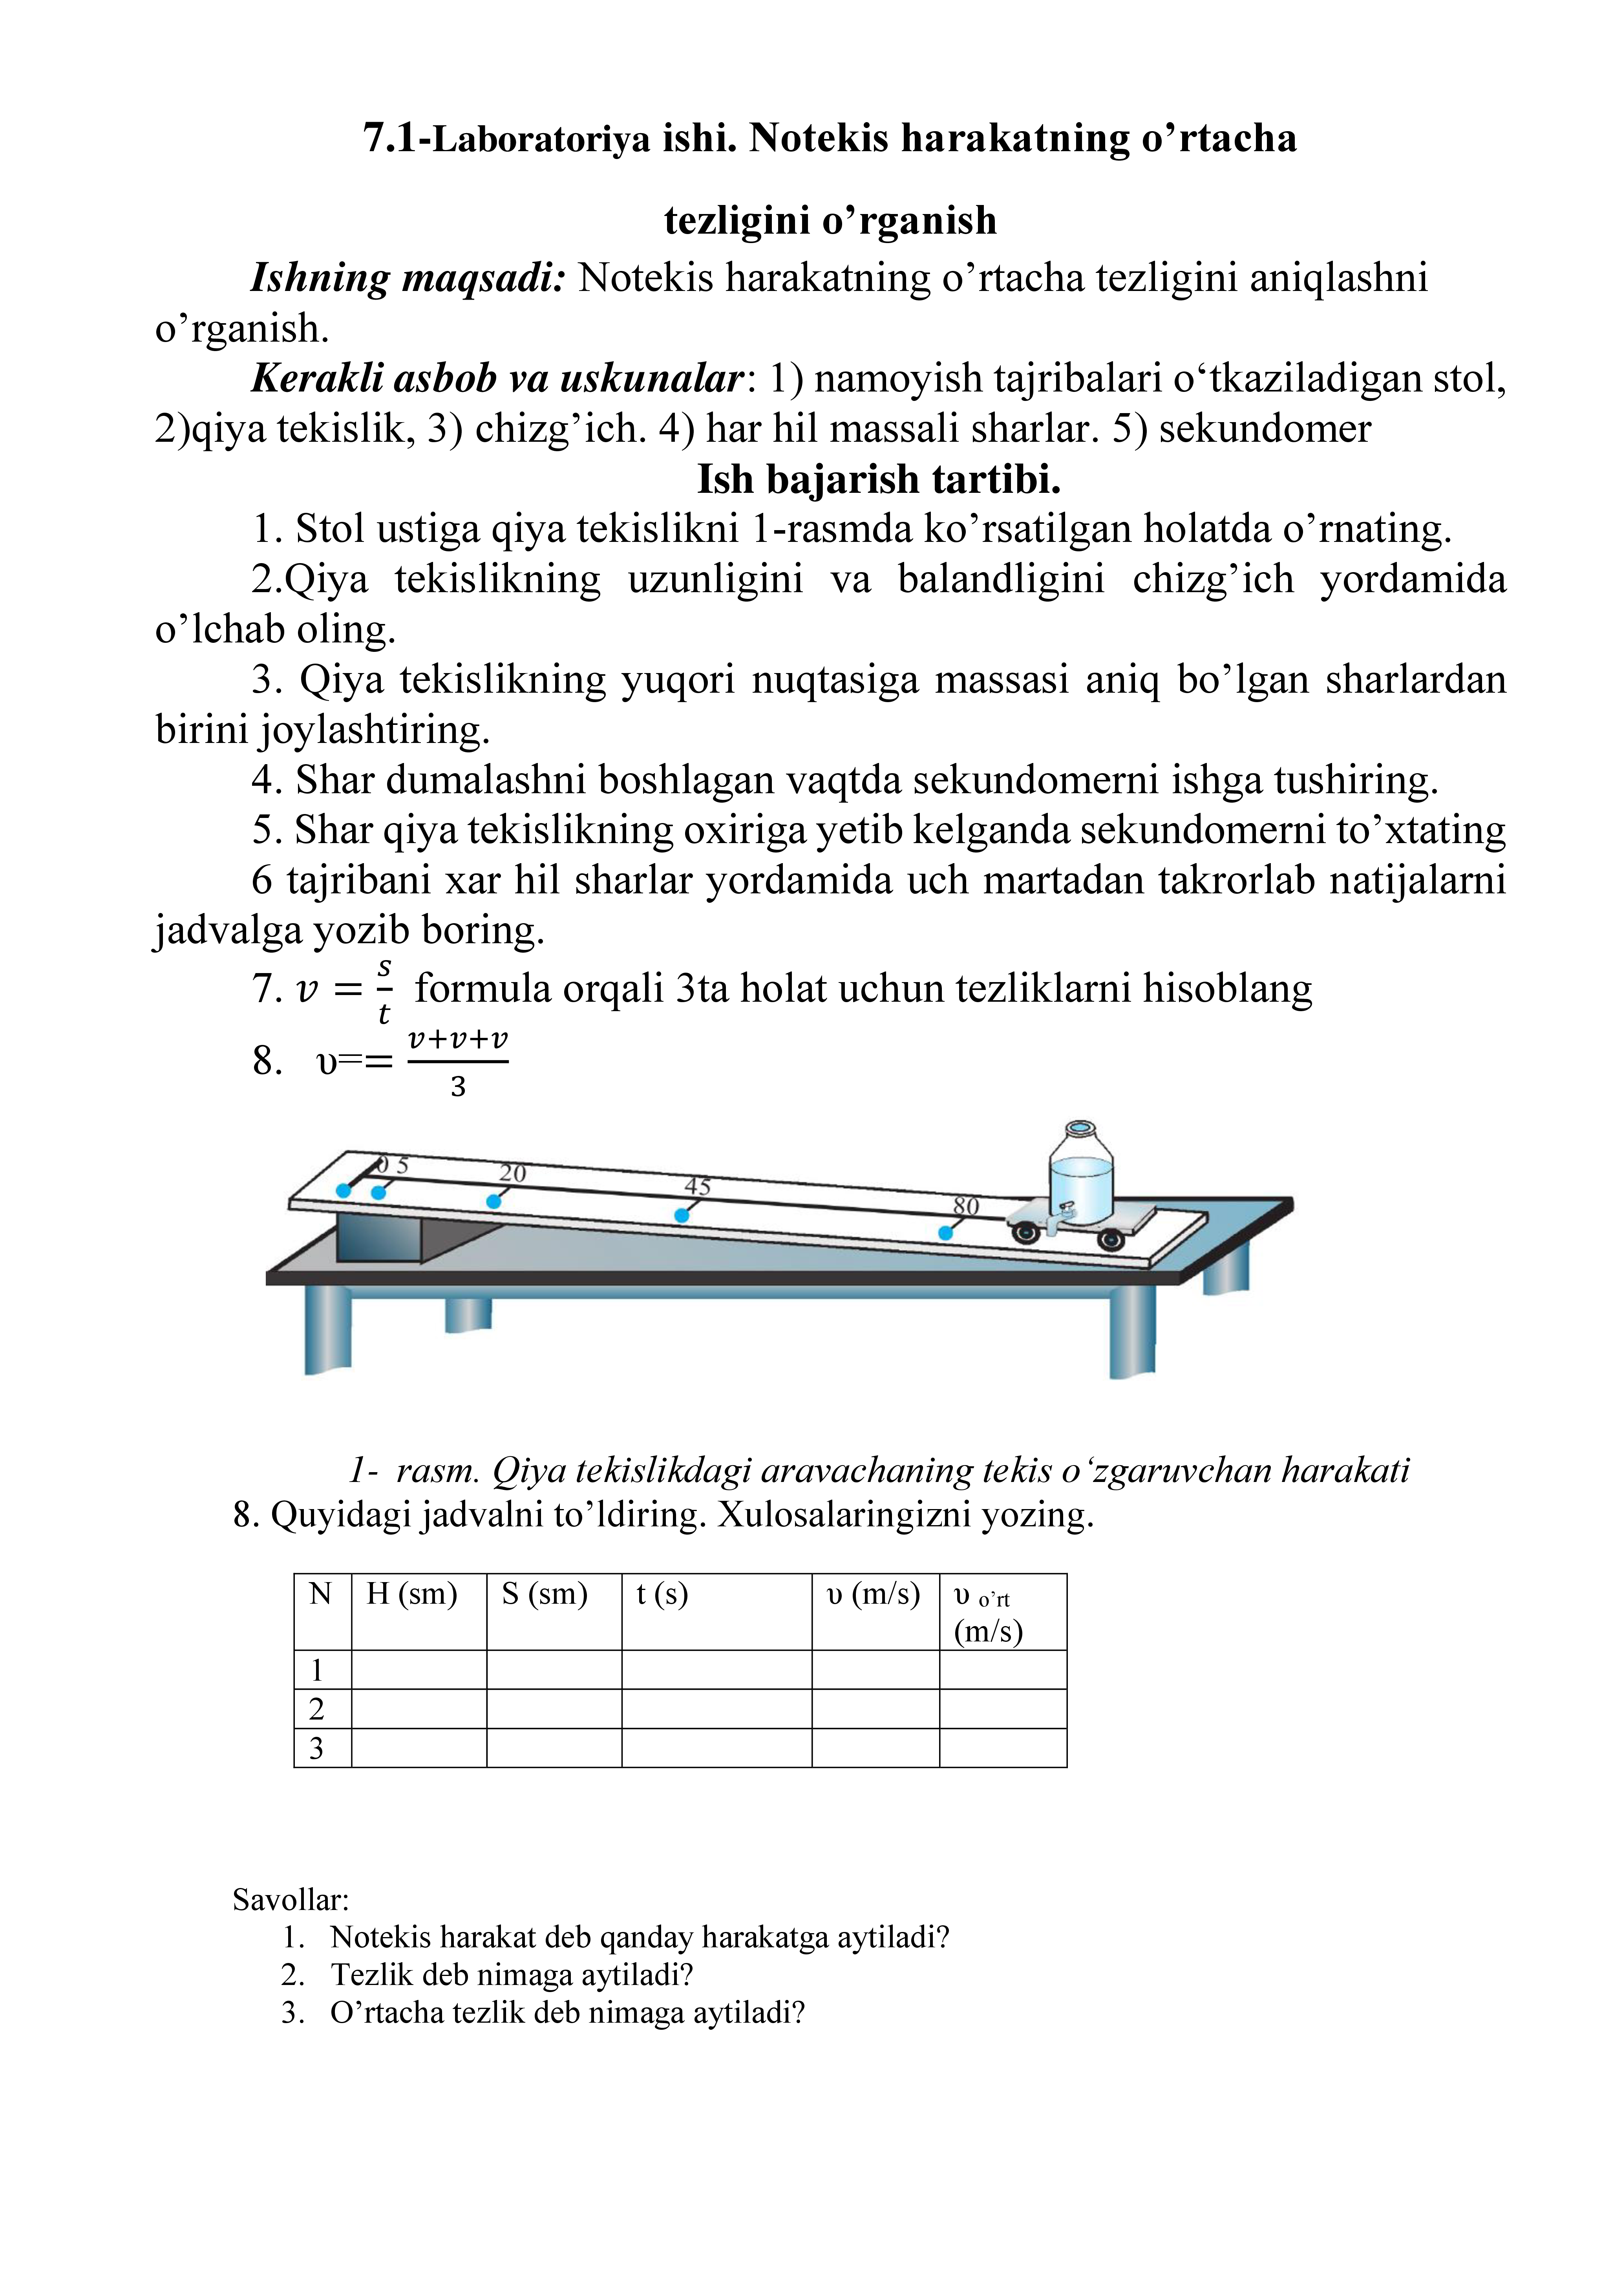 7.1-Laboratoriya ishi. Notekis harakatning o’rtacha
tezligini o’rganish
Ishning maqsadi: Notekis harakatning o’rtacha tezligini aniqlashni
o’rganish.
Kerakli asbob va uskunalar: 1) namoyish tajribalari o‘tkaziladigan stol,
2)qiya tekislik, 3) chizg’ich. 4) har hil massali sharlar. 5) sekundomer
Ish bajarish tartibi.
1. Stol ustiga qiya tekislikni 1-rasmda ko’rsatilgan holatda o’rnating.
2.Qiya tekislikning uzunligini va balandligini chizg’ich yordamida
o’lchab oling.
3. Qiya tekislikning yuqori nuqtasiga massasi aniq bo’lgan sharlardan
birini joylashtiring.
4. Shar dumalashni boshlagan vaqtda sekundomerni ishga tushiring.
5. Shar qiya tekislikning oxiriga yetib kelganda sekundomerni to’xtating
6 tajribani xar hil sharlar yordamida uch martadan takrorlab natijalarni
jadvalga yozib boring.
7. v = s/t formula orqali 3ta holat uchun tezliklarni hisoblang
8. υ== v+v+v/3
0 5 20 45 80
1- rasm. Qiya tekislikdagi aravachaning tekis o‘zgaruvchan harakati
8. Quyidagi jadvalni to’ldiring. Xulosalaringizni yozing.
N H (sm) S (sm) t (s) υ (m/s) υ o’rt
(m/s)
1
2
3
Savollar:
1. Notekis harakat deb qanday harakatga aytiladi?
2. Tezlik deb nimaga aytiladi?
3. O’rtacha tezlik deb nimaga aytiladi?